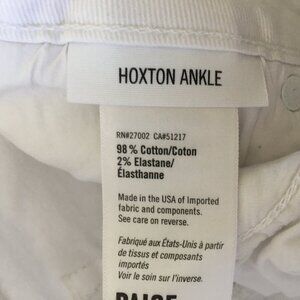 HOXTON ANKLE
RN#27002 CA#51217
98 % Cotton/Coton
2% Elastane/
Élasthanne
Made in the USA of Imported
fabric and components.
See care on reverse.
Fabriqué aux États-Unis à partir
de tissus et composants
importés
Voir le soin sur l'inverse.
PAIGE